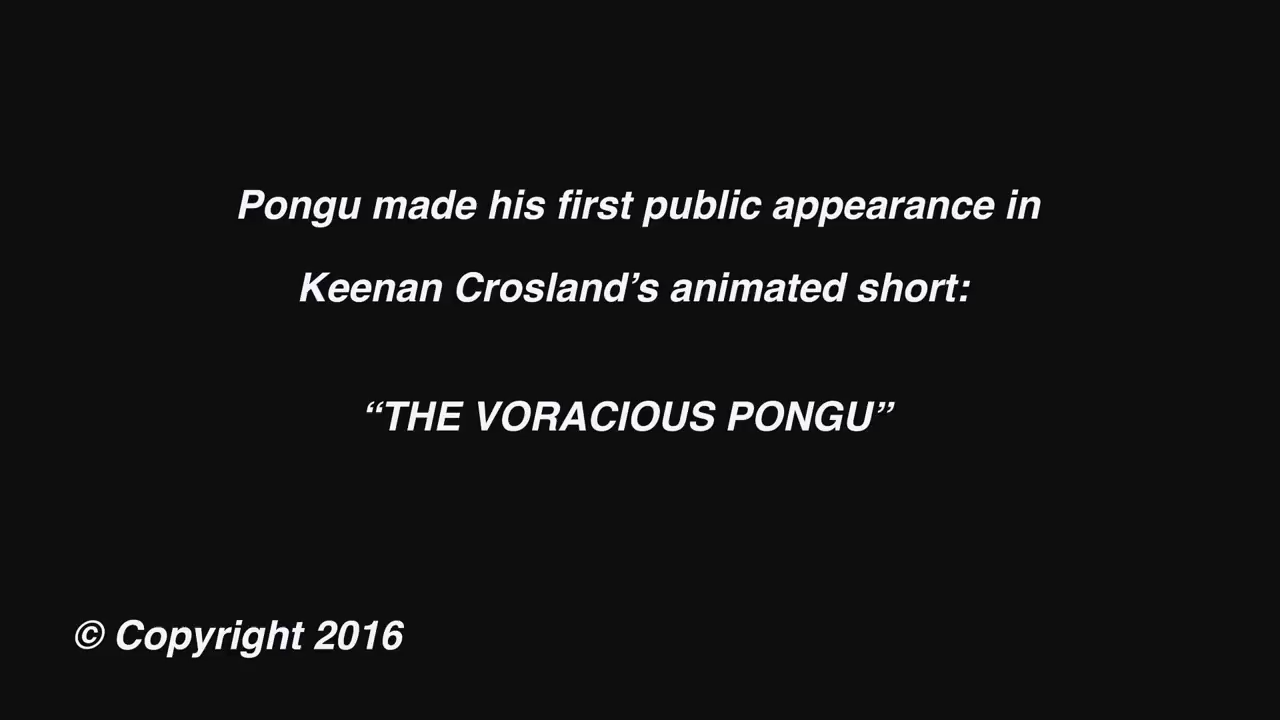 Pongu made his first public appearance in
Keenan Crosland’s animated short:
“THE VORACIOUS PONGU”
© Copyright 2016